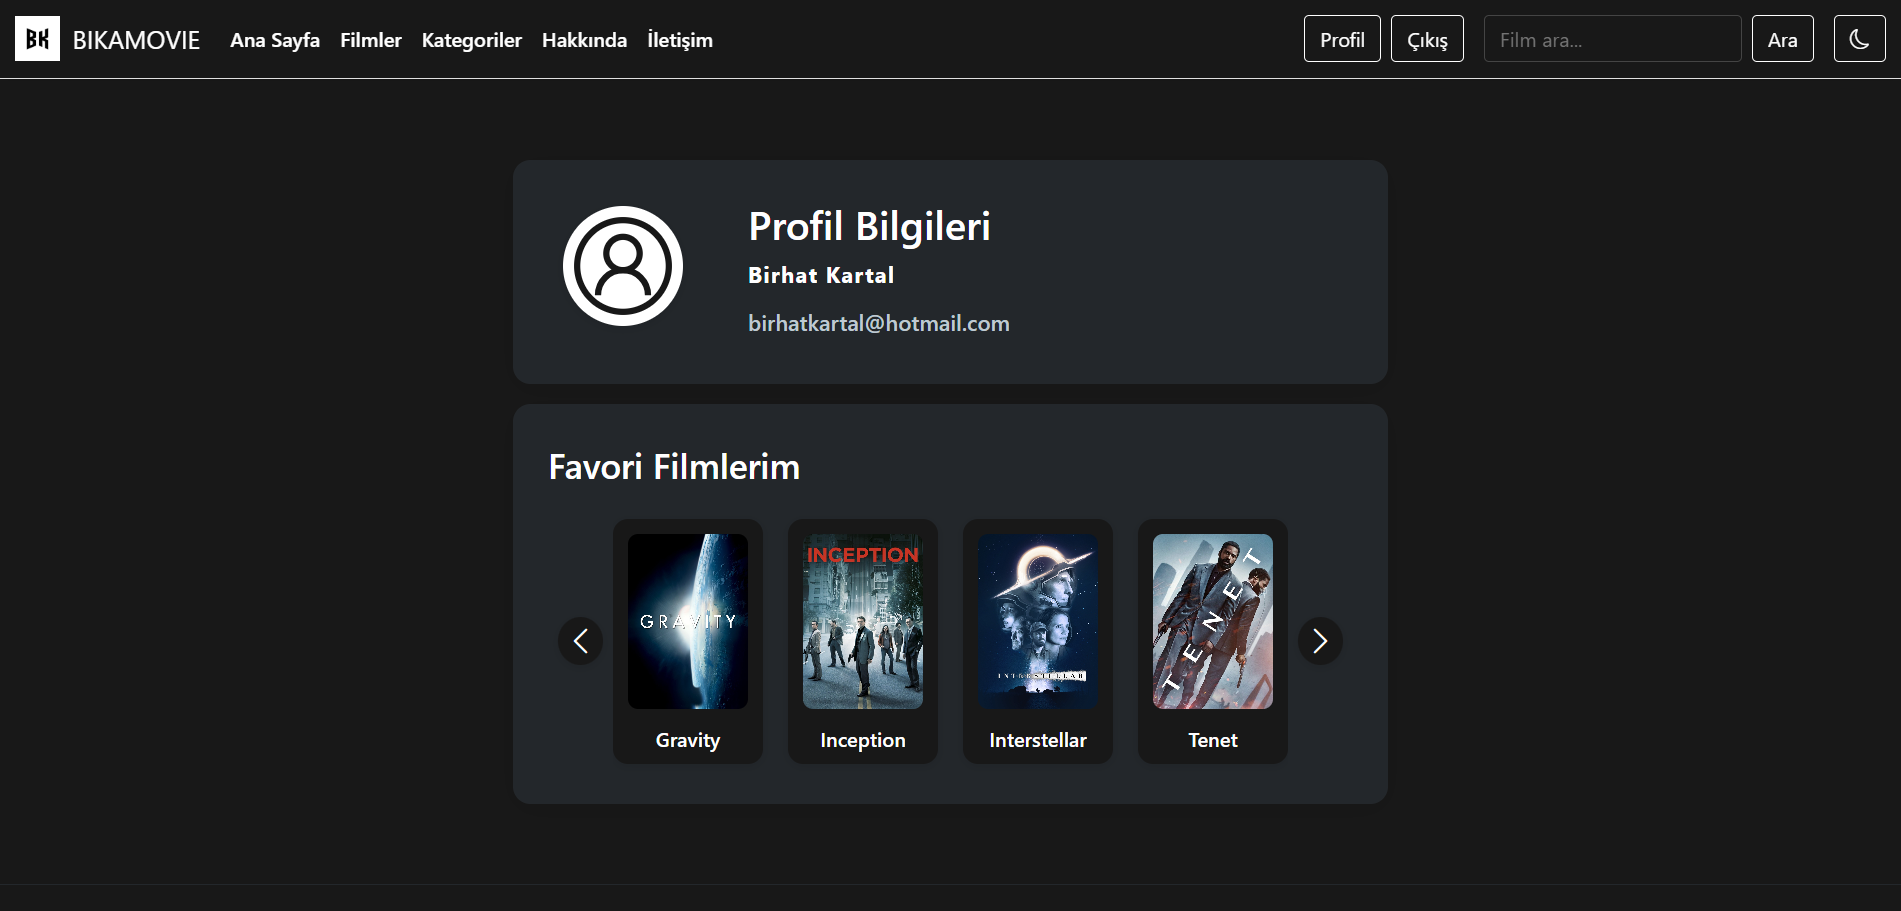 BK BIKAMOVIE Ana Sayfa Filmler Kategoriler Hakkında İletişim Profil Çıkış Film ara... Ara
Profil Bilgileri
Birhat Kartal
birhatkartal@hotmail.com
Favori Filmlerim
GRAVITY
INCEPTION
INTERSTELLAR
TENET
Gravity Inception Interstellar Tenet